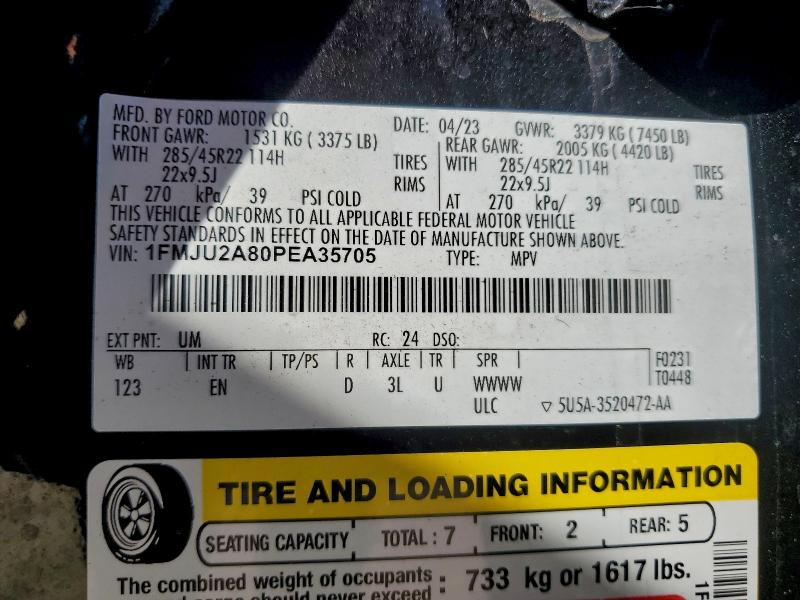 MFD. BY FORD MOTOR CO. DATE: 04/23 GVWR: 3379 KG ( 7450 LB)
FRONT GAWR: 1531 KG ( 3375 LB) REAR GAWR: 2005 KG ( 4420 LB)
WITH 285/45R22 114H TIRES WITH 285/45R22 114H TIRES
22x9.5J RIMS 22x9.5J RIMS
AT 270 kPa/ 39 PSI COLD AT 270 kPa/ 39 PSI COLD
THIS VEHICLE CONFORMS TO ALL APPLICABLE FEDERAL MOTOR VEHICLE
SAFETY STANDARDS IN EFFECT ON THE DATE OF MANUFACTURE SHOWN ABOVE.
VIN: 1FMJU2A80PEA35705 TYPE: MPV
EXT PNT: UM RC: 24 DSO:
WB INT TR TP/PS R AXLE TR SPR F0231
123 EN D 3L U WWWW T0448
ULC ▽ 5U5A-3520472-AA
TIRE AND LOADING INFORMATION
SEATING CAPACITY TOTAL : 7 FRONT: 2 REAR: 5
The combined weight of occupants : 733 kg or 1617 lbs.
and cargo should never exceed